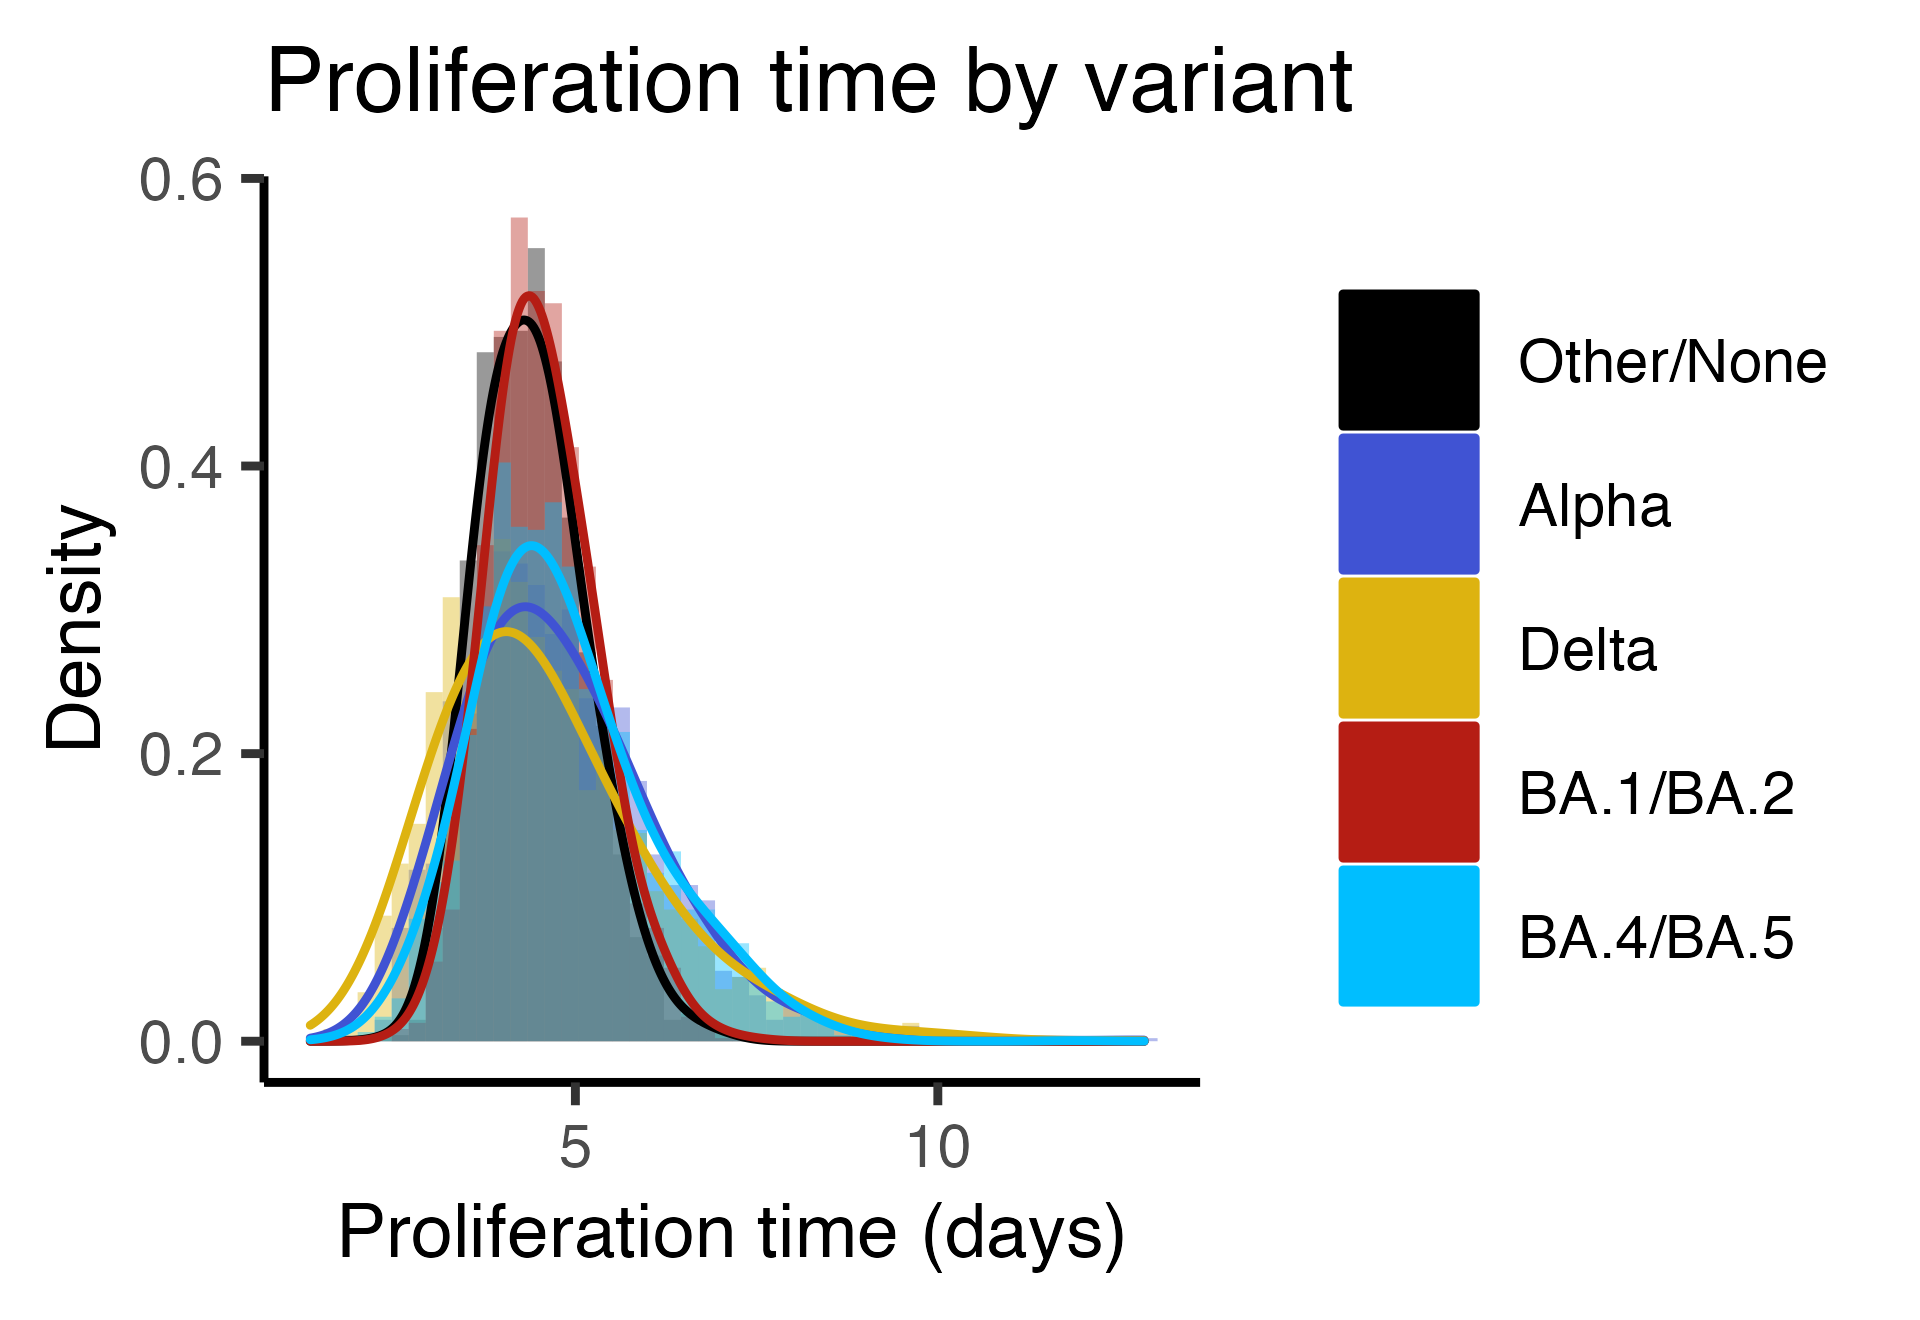 Proliferation time by variant
0.6
0.4
0.2
0.0
Density
5 10
Proliferation time (days)
Other/None
Alpha
Delta
BA.1/BA.2
BA.4/BA.5